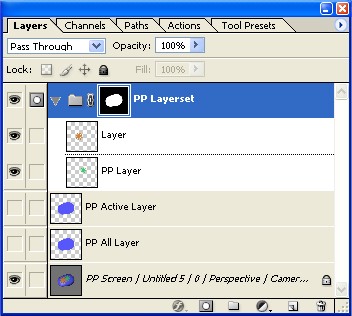 Layers Channels Paths Actions Tool Presets
Pass Through Opacity: 100%
Lock: Fill: 100%
PP Layerset
Layer
PP Layer
PP Active Layer
PP All Layer
PP Screen / Untitled 5 / 0 / Perspective / Camer...